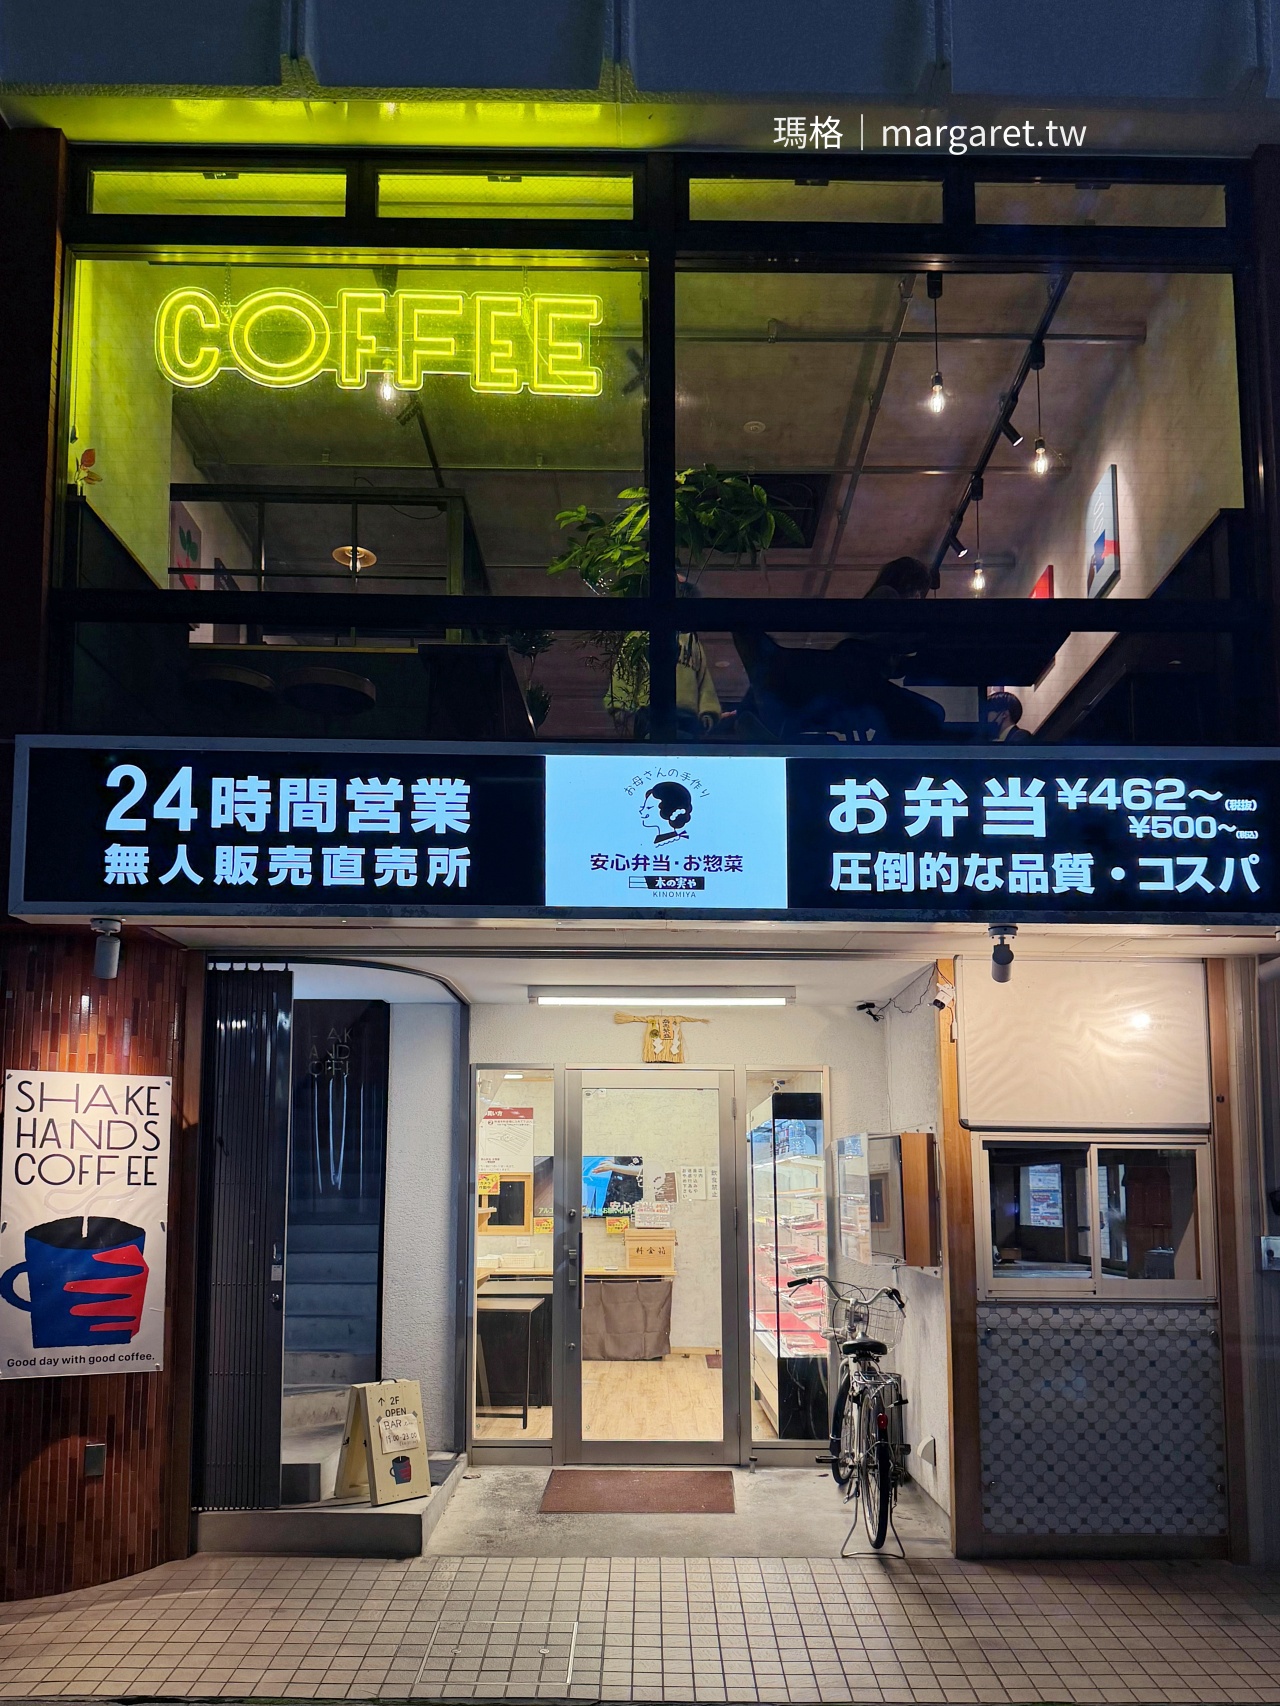 瑪格｜margaret.tw
COFFEE
24時間営業
無人販売直売所
お母さんの手作り
安心弁当・お惣菜
木の実や
KINOMIYA
お弁当 ¥462～(税抜)
¥500～(税込)
圧倒的な品質・コスパ
SHAKE
HANDS
COFFEE
Good day with good coffee.
↑ 2F
OPEN
BAR
料金箱